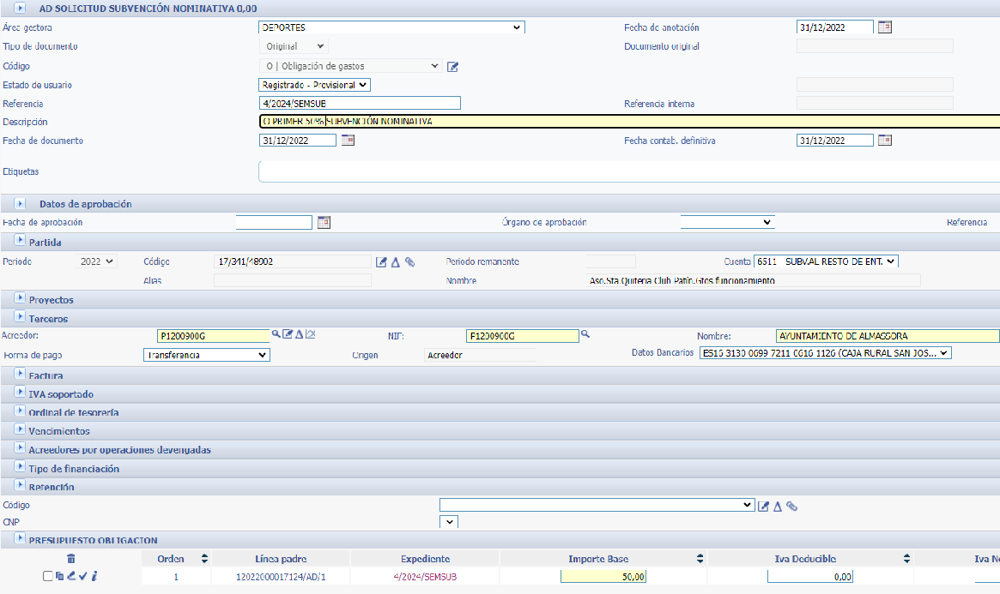 AD SOLICITUD SUBVENCIÓN NOMINATIVA 0,00
Área gestora DEPORTES Fecha de anotación 31/12/2022
Tipo de documento Original Documento original
Código O | Obligación de gastos
Estado de usuario Registrado - Provisional
Referencia 4/2024/SEMSUB Referencia interna
Descripción O PRIMER 50% SUBVENCIÓN NOMINATIVA
Fecha de documento 31/12/2022 Fecha contab. definitiva 31/12/2022
Etiquetas
Datos de aprobación
Fecha de aprobación Órgano de aprobación Referencia
Partida
Periodo 2022 Código 17/341/48902 Periodo remanente Cuenta 6511 - SUBV.AL RESTO DE ENT.
Alias Nombre Aso.Sta.Quiteria Club Patín.Gtos.funcionamiento
Proyectos
Terceros
Acreedor: P1200900G NIF: P1200900G Nombre: AYUNTAMIENTO DE ALMASSORA
Forma de pago Transferencia Origen Acreedor Datos Bancarios ES16 3130 0699 7211 0616 1126 (CAJA RURAL SAN JOS...
Factura
IVA soportado
Ordinal de tesorería
Vencimientos
Acreedores por operaciones devengadas
Tipo de financiación
Retención
Código
CNP
PRESUPUESTO OBLIGACION
Orden Línea padre Expediente Importe Base Iva Deducible Iva N
1 12022000017124/AD/1 4/2024/SEMSUB 50,00 0,00